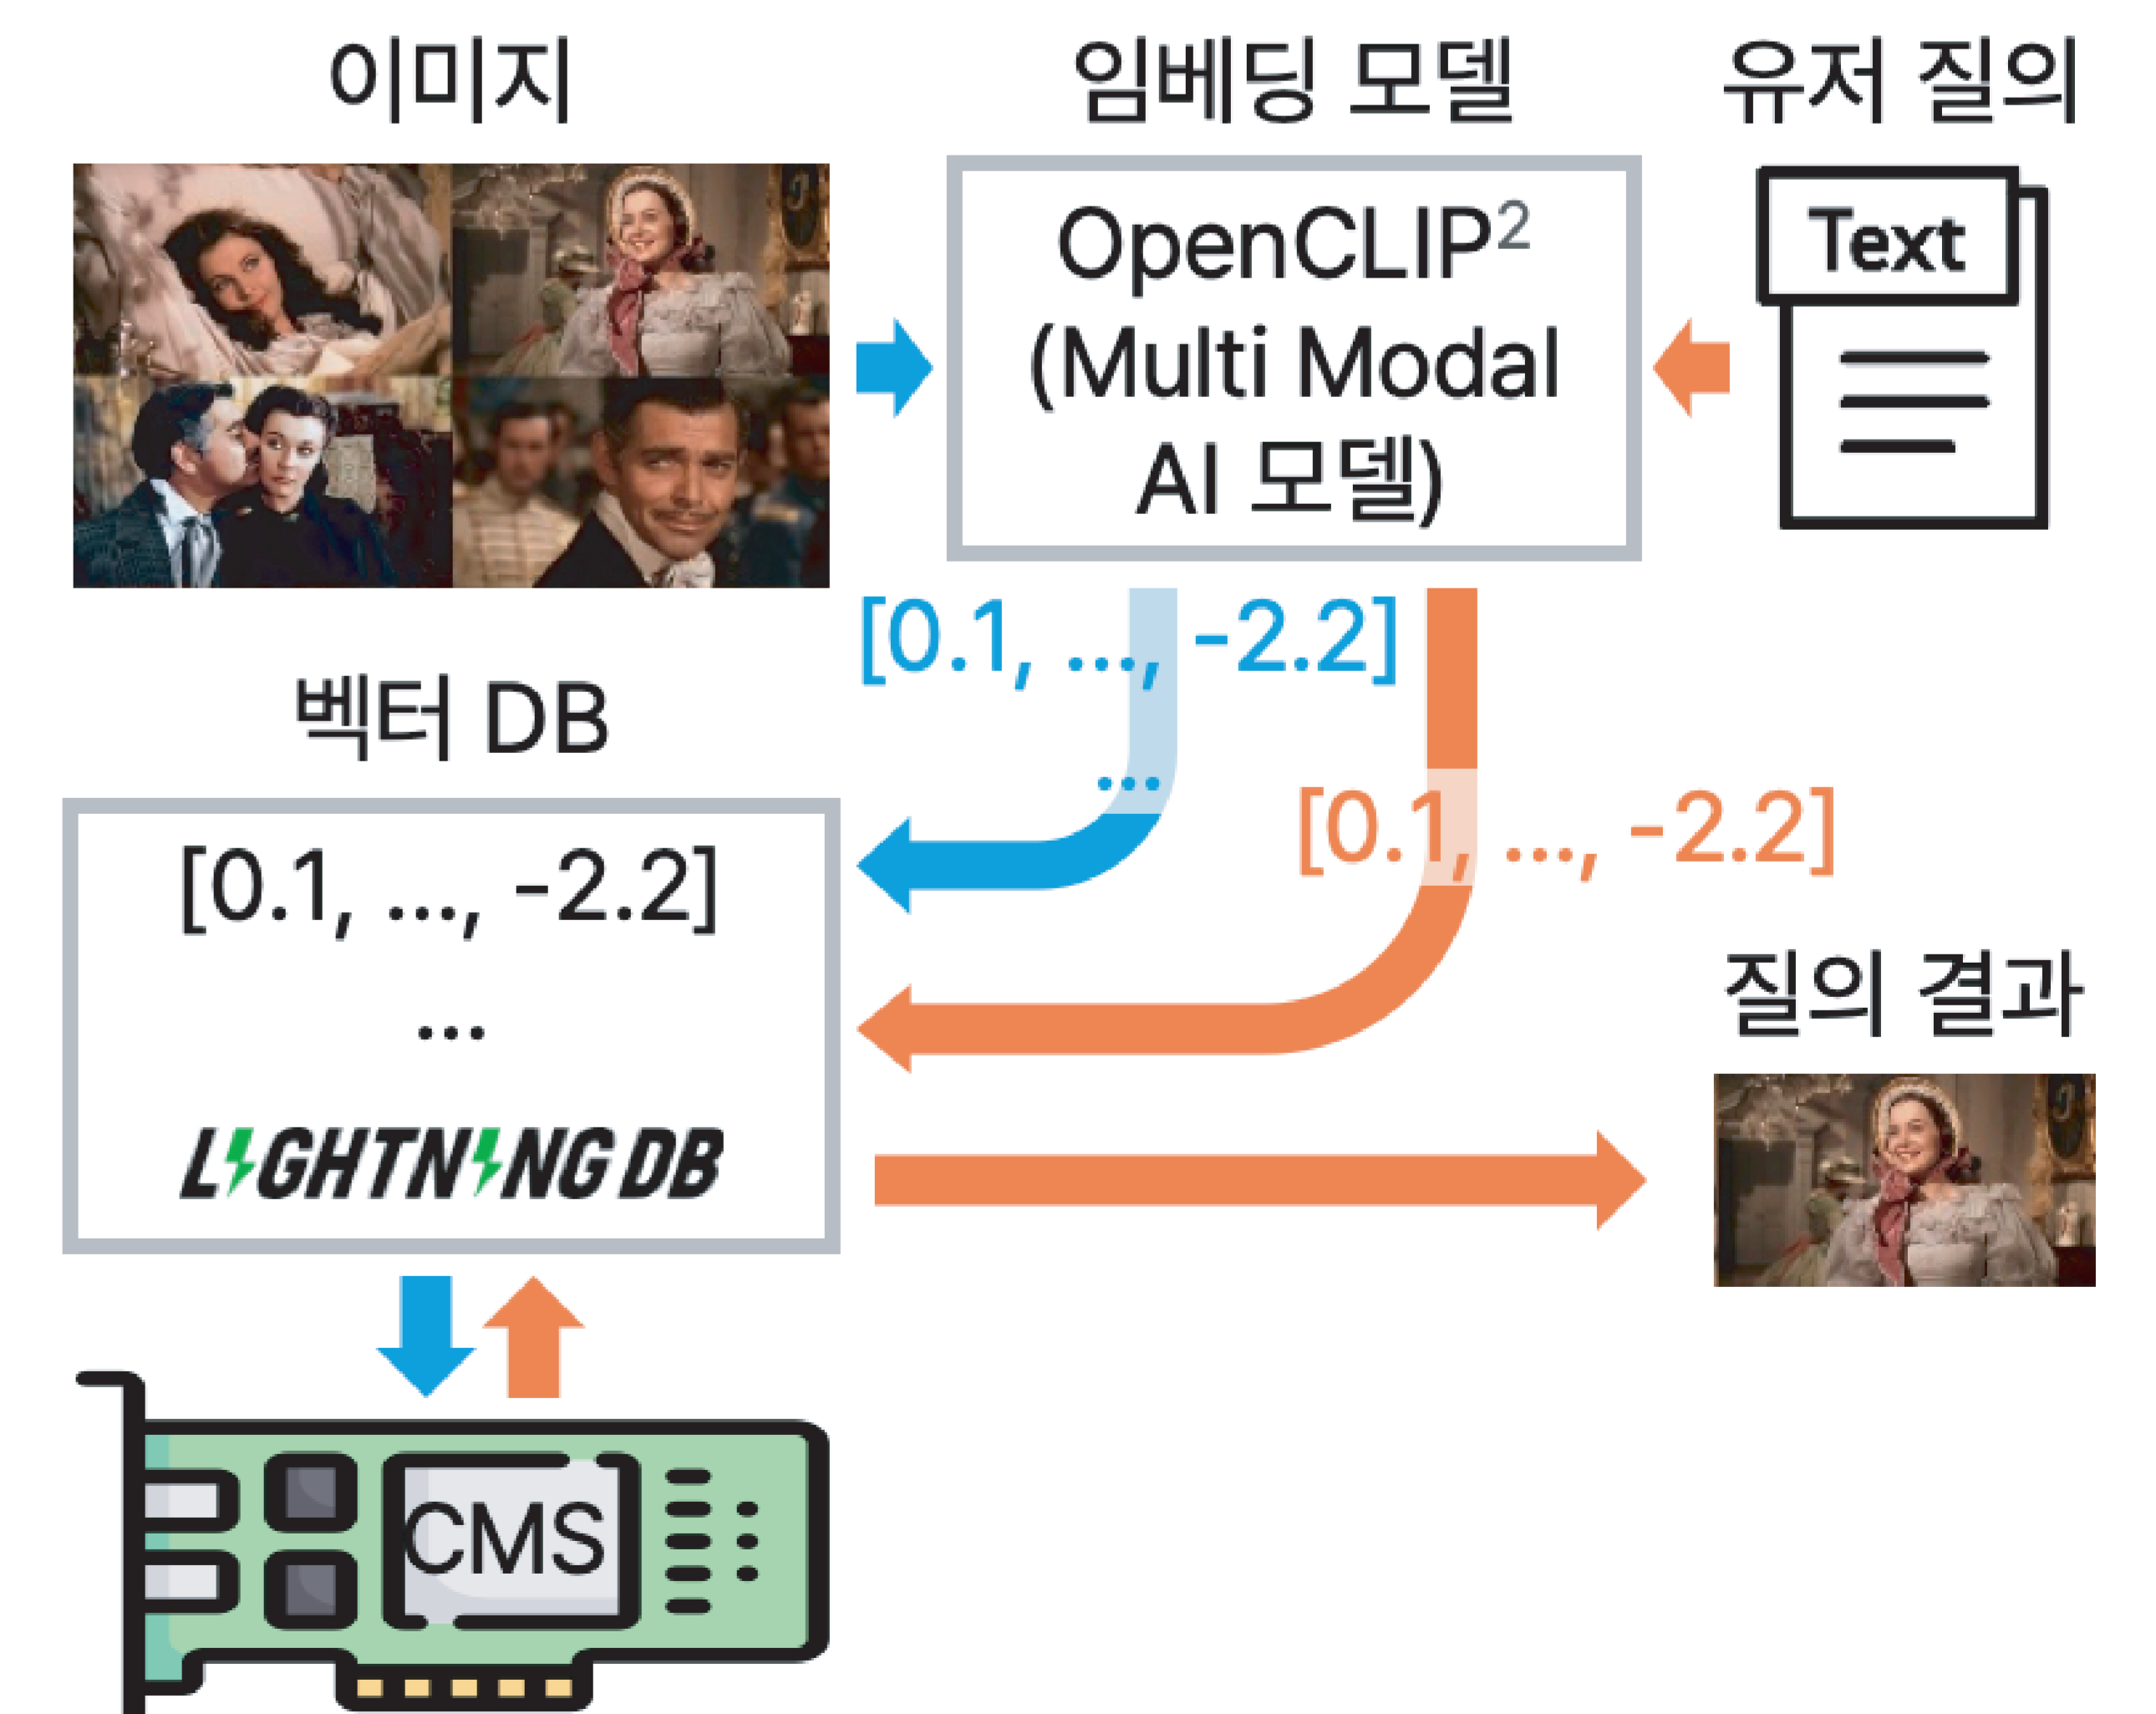 이미지
임베딩 모델
유저 질의
OpenCLIP²
(Multi Modal
AI 모델)
Text
[0.1, ..., -2.2]
...
[0.1, ..., -2.2]
벡터 DB
[0.1, ..., -2.2]
...
LIGHTNING DB
질의 결과
CMS